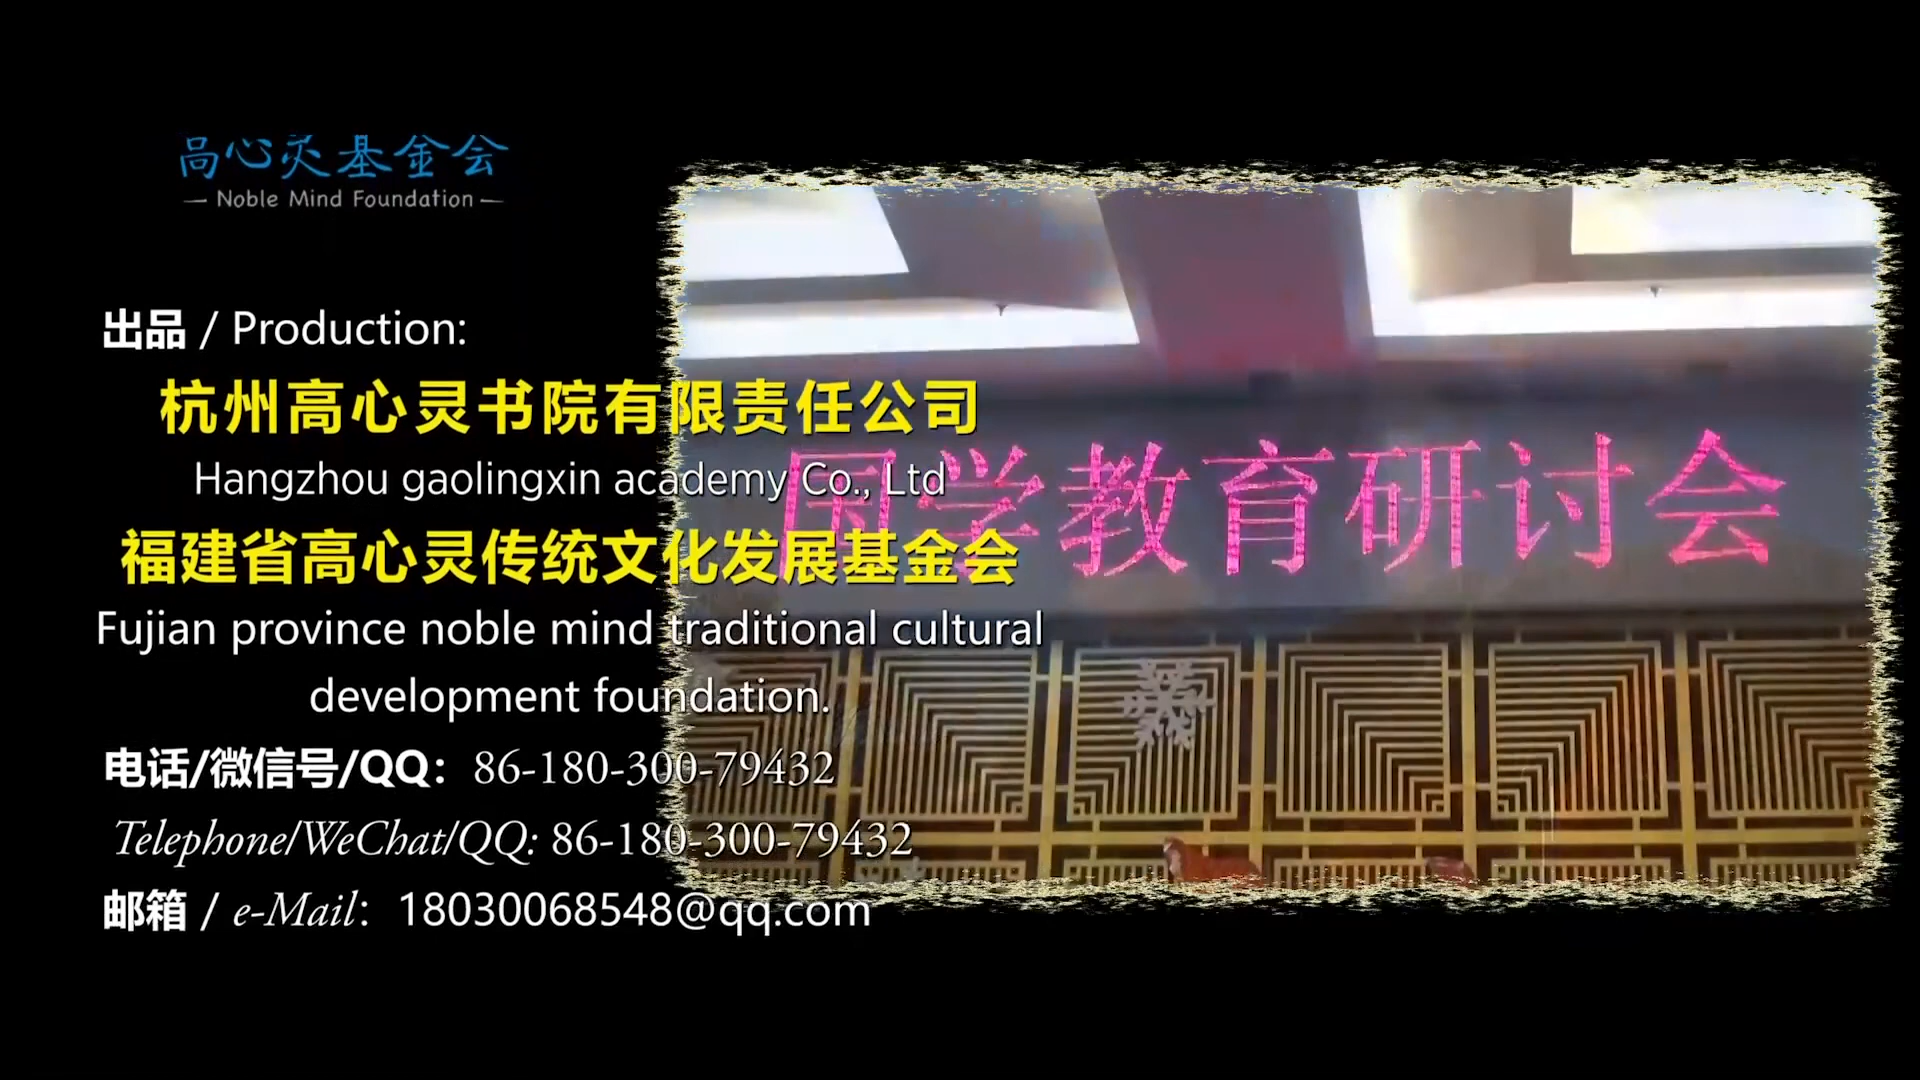 高心灵基金会
— Noble Mind Foundation —
出品 / Production:
杭州高心灵书院有限责任公司
Hangzhou gaolingxin academy Co., Ltd
福建省高心灵传统文化发展基金会
Fujian province noble mind traditional cultural
development foundation.
电话/微信号/QQ：86-180-300-79432
Telephone/WeChat/QQ: 86-180-300-79432
邮箱 / e-Mail：18030068548@qq.com
国学教育研讨会